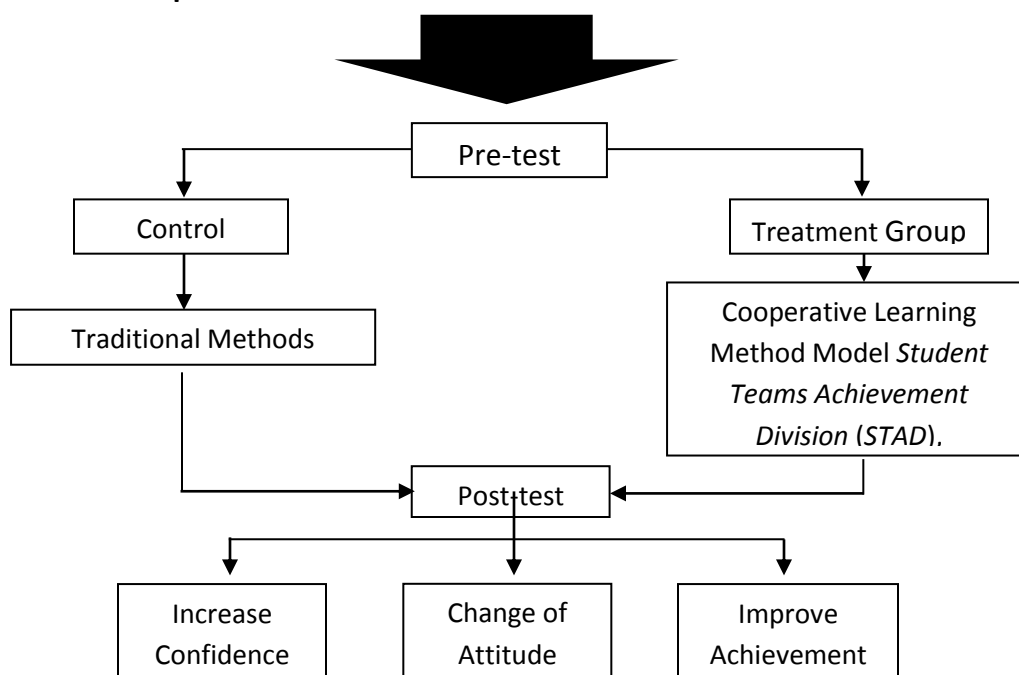 Pre-test
Control
Treatment Group
Traditional Methods
Cooperative Learning
Method Model Student
Teams Achievement
Division (STAD).
Post-test
Increase
Confidence
Change of
Attitude
Improve
Achievement